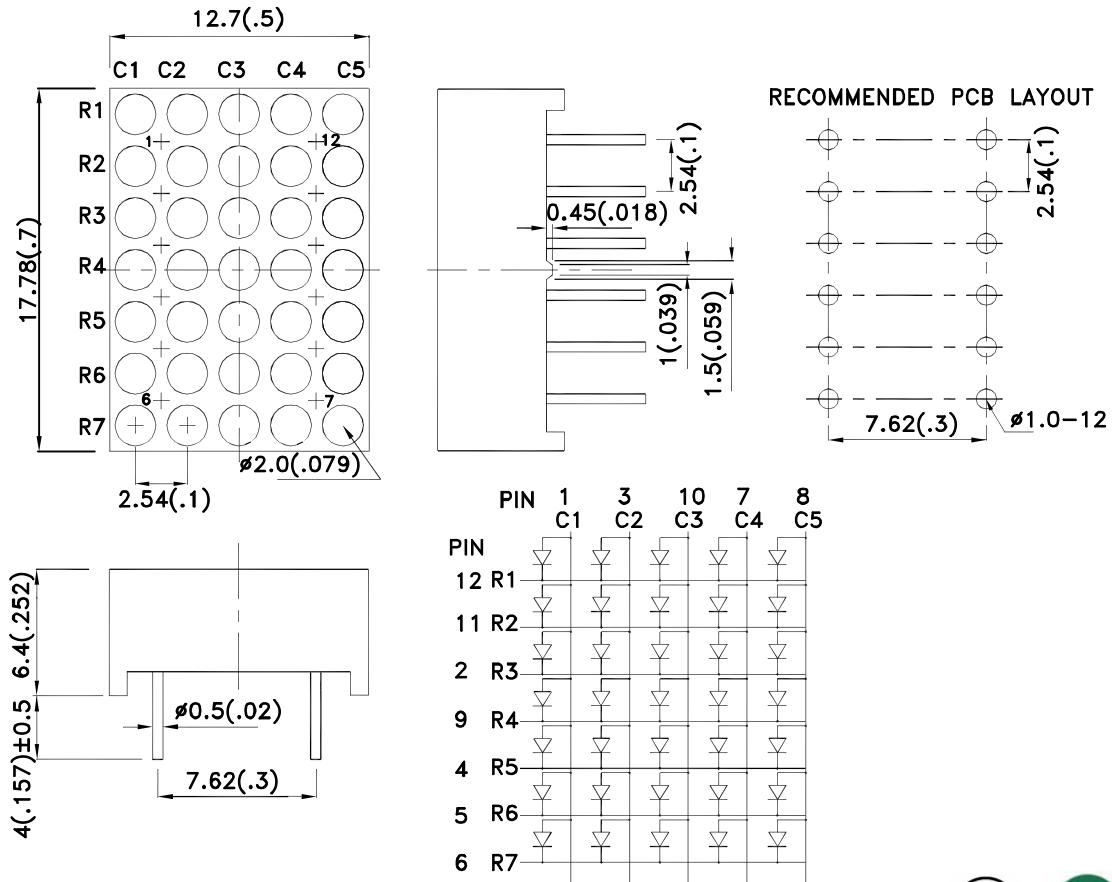 12.7(.5)
C1 C2 C3 C4 C5
R1
R2
R3
R4
R5
R6
R7
1
12
6
7
17.78(.7)
ø2.0(.079)
2.54(.1)
2.54(.1)
0.45(.018)
1(.039)
1.5(.059)
RECOMMENDED PCB LAYOUT
2.54(.1)
7.62(.3)
ø1.0-12
6.4(.252)
4(.157)±0.5
ø0.5(.02)
7.62(.3)
PIN 1 3 10 7 8
C1 C2 C3 C4 C5
PIN
12 R1
11 R2
2 R3
9 R4
4 R5
5 R6
6 R7